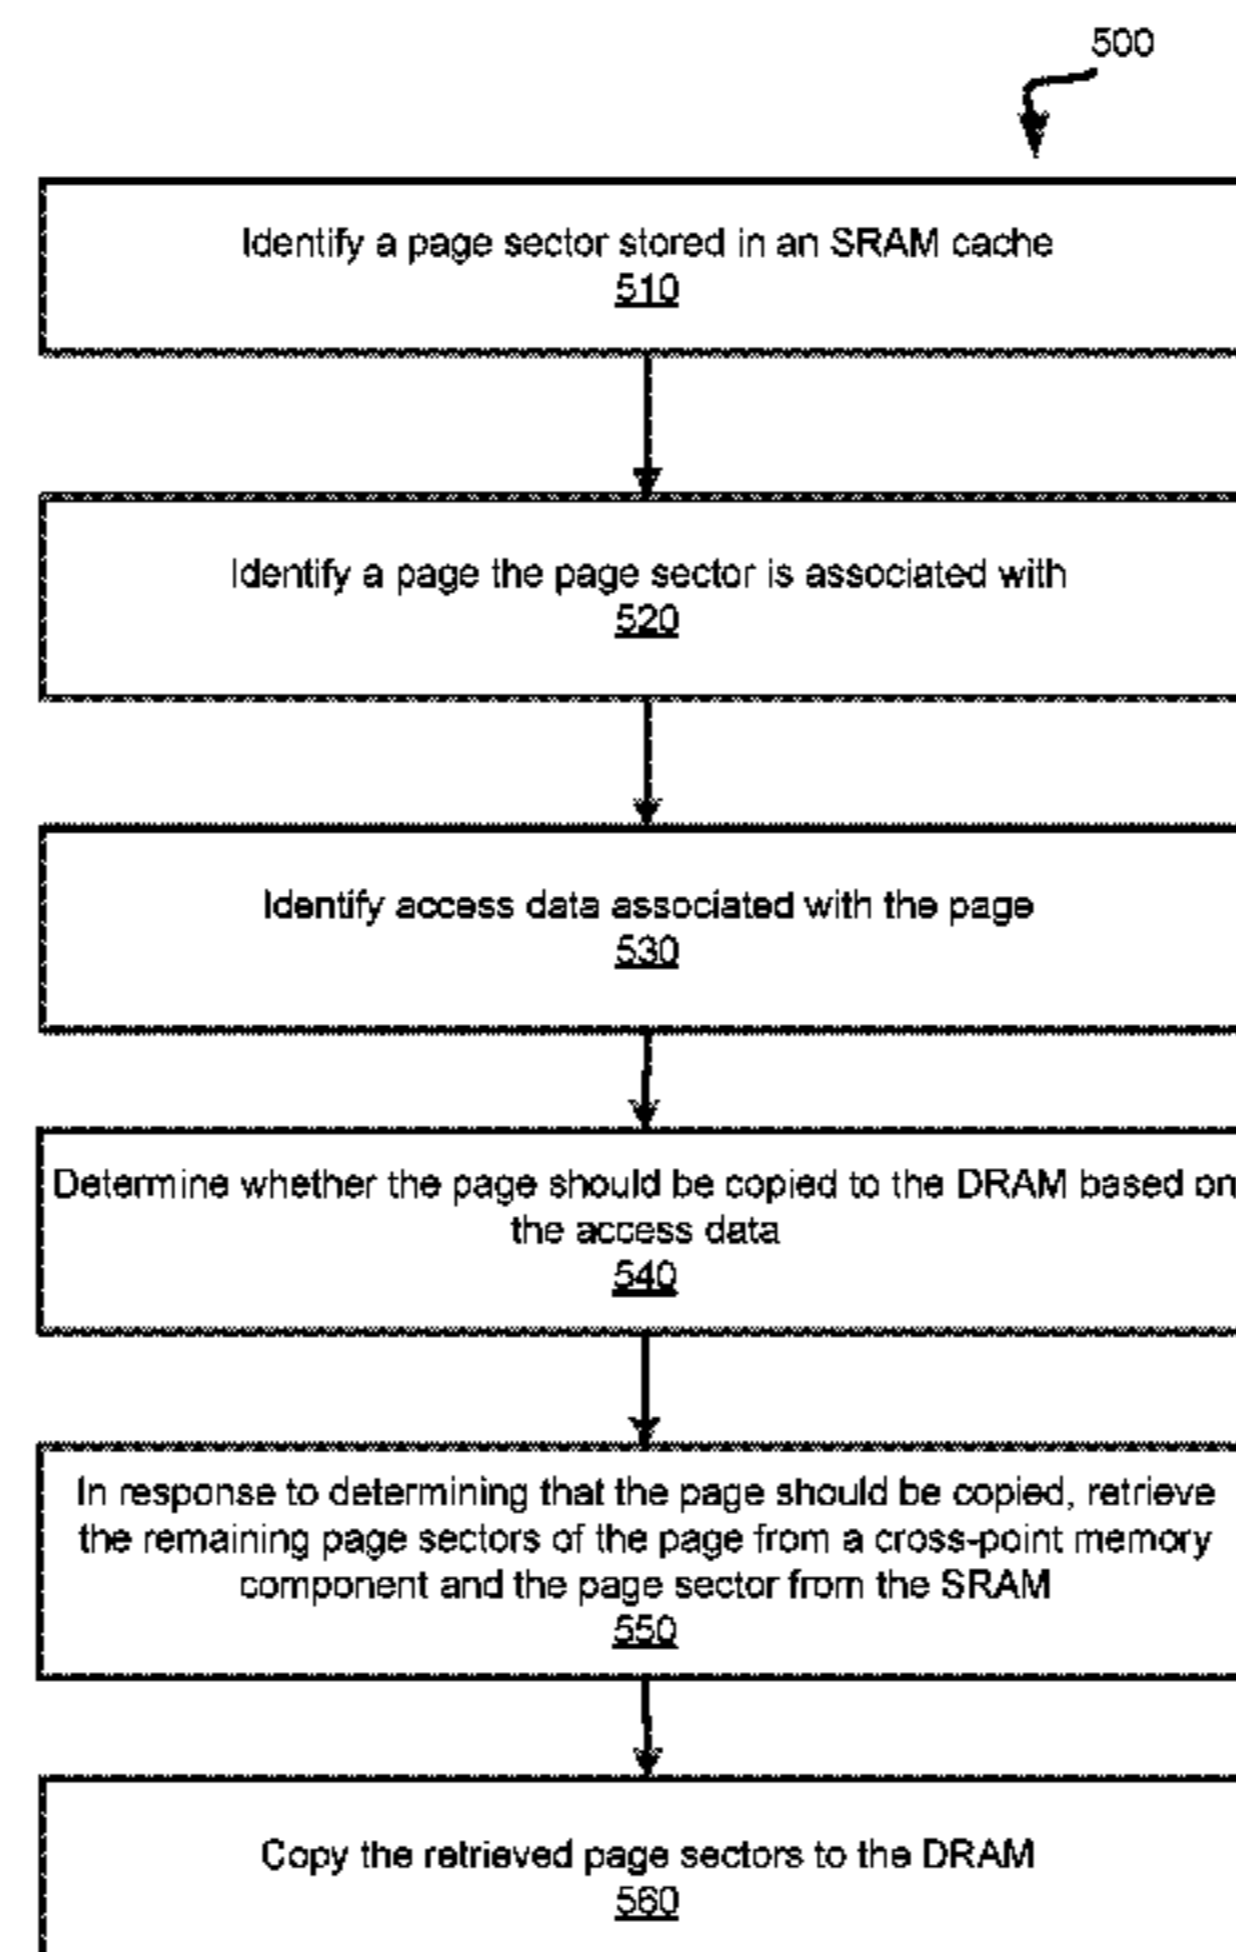 500
Identify a page sector stored in an SRAM cache
510
Identify a page the page sector is associated with
520
Identify access data associated with the page
530
Determine whether the page should be copied to the DRAM based on
the access data
540
In response to determining that the page should be copied, retrieve
the remaining page sectors of the page from a cross-point memory
component and the page sector from the SRAM
550
Copy the retrieved page sectors to the DRAM
560